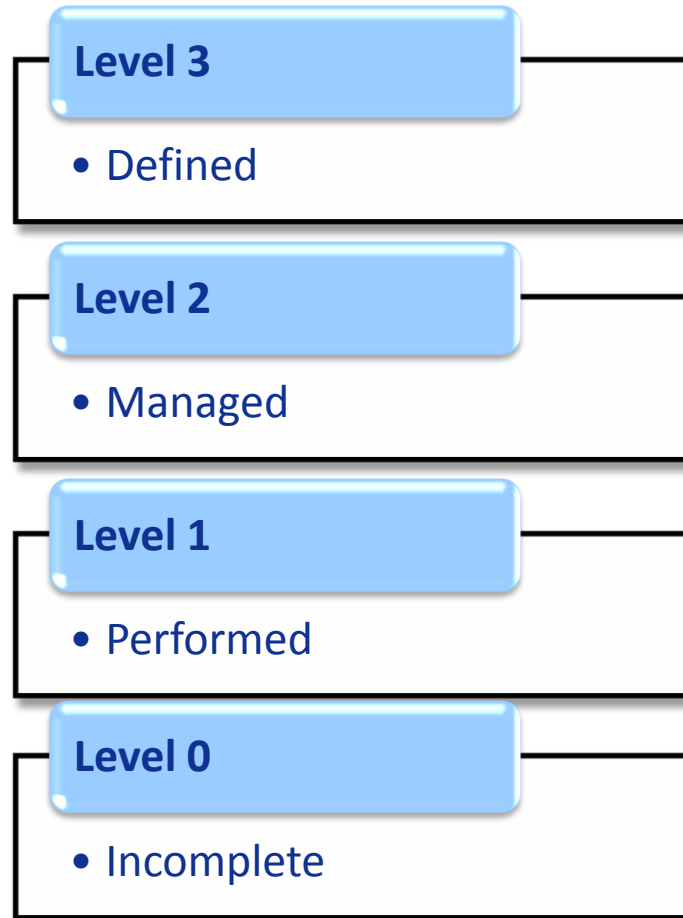 Level 3
• Defined
Level 2
• Managed
Level 1
• Performed
Level 0
• Incomplete